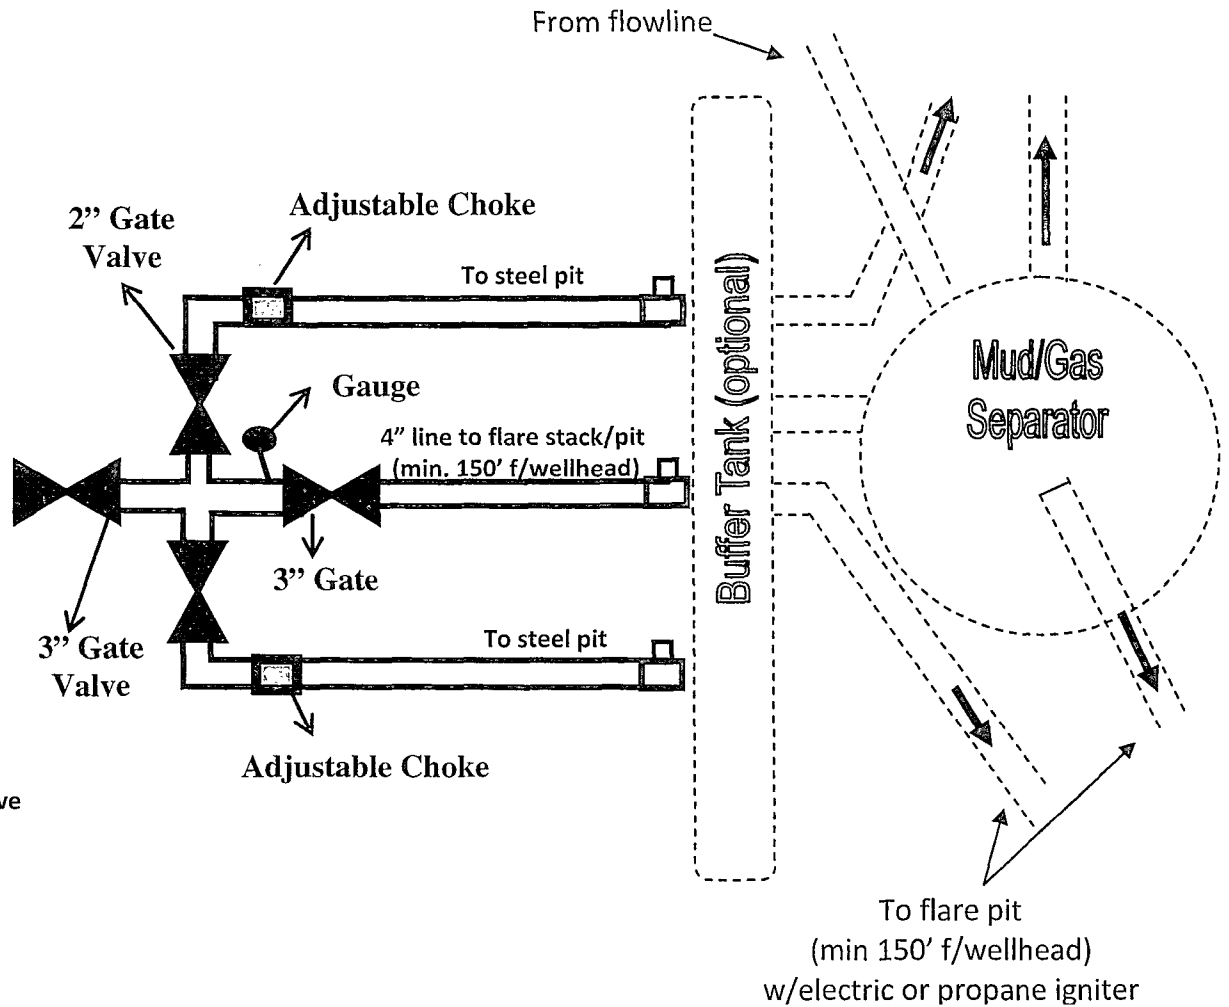 From flowline
Adjustable Choke
2” Gate
Valve
To steel pit
Gauge
4” line to flare stack/pit
(min. 150’ f/wellhead)
Buffer Tank (optional)
Mud/Gas
Separator
3” Gate
3” Gate
Valve
To steel pit
Adjustable Choke
To flare pit
(min 150’ f/wellhead)
w/electric or propane igniter